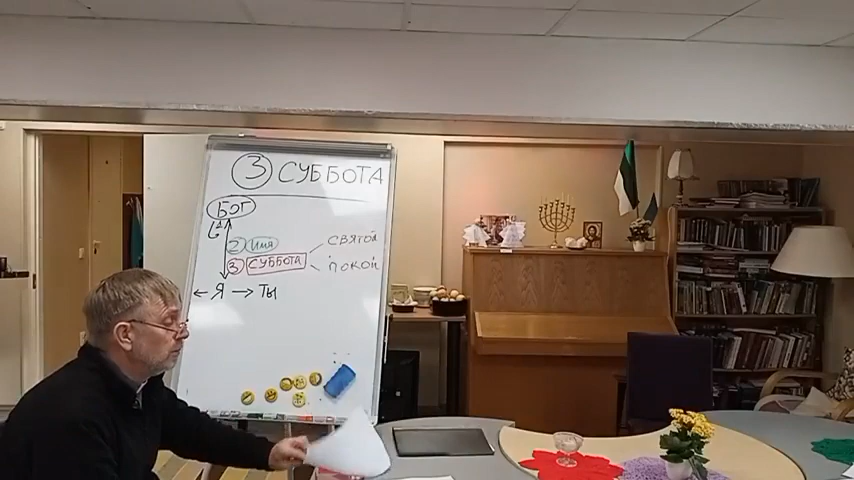 ③ СУББОТА
БОГ
② Имя
③ СУББОТА
СВЯТОЙ
ПОКОЙ
← Я → ТЫ